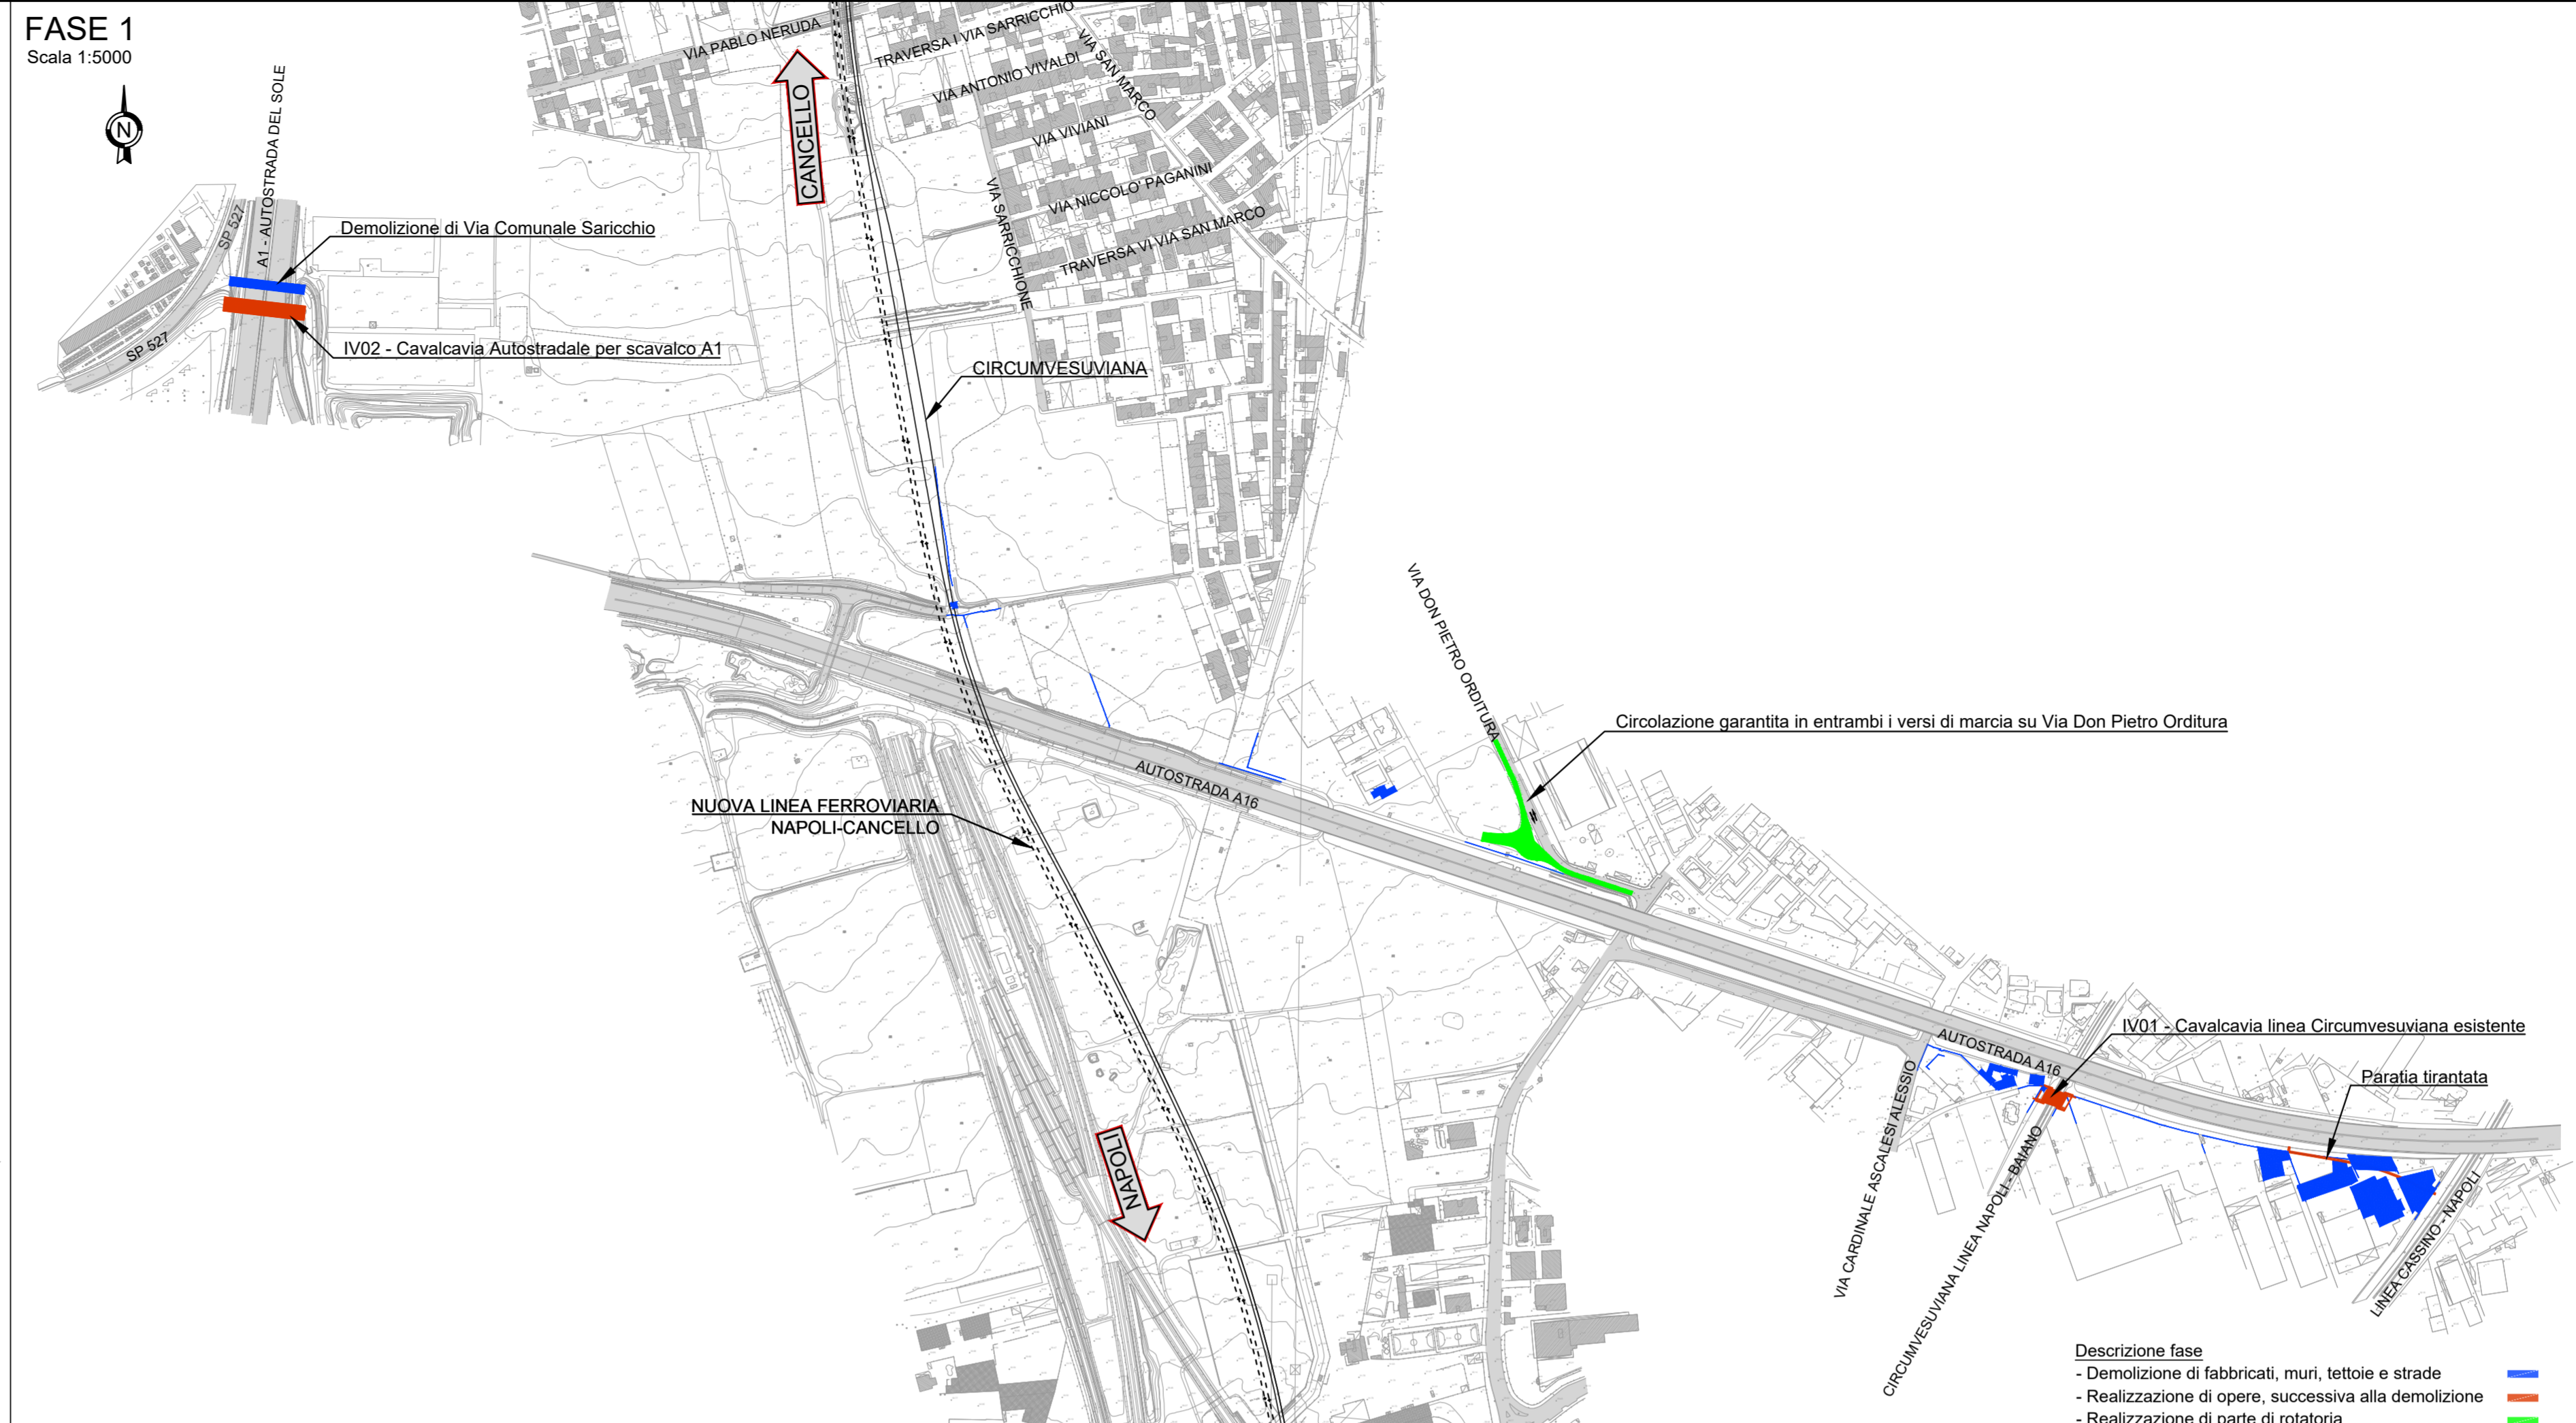 FASE 1
Scala 1:5000
N
A1 - AUTOSTRADA DEL SOLE
SP 527
SP 527
Demolizione di Via Comunale Saricchio
IV02 - Cavalcavia Autostradale per scavalco A1
VIA PABLO NERUDA
CANCELLO
TRAVERSA I VIA SARRICCHIO
VIA SAN MARCO
VIA ANTONIO VIVALDI
VIA VIVIANI
VIA NICCOLO' PAGANINI
VIA SARRICCHIONE
TRAVERSA VI VIA SAN MARCO
CIRCUMVESUVIANA
VIA DON PIETRO ORDITURA
Circolazione garantita in entrambi i versi di marcia su Via Don Pietro Orditura
AUTOSTRADA A16
NUOVA LINEA FERROVIARIA
NAPOLI-CANCELLO
NAPOLI
IV01 - Cavalcavia linea Circumvesuviana esistente
AUTOSTRADA A16
Paratia tirantata
VIA CARDINALE ASCALESI ALESSIO
CIRCUMVESUVIANA LINEA NAPOLI - BAIANO
LINEA CASSINO - NAPOLI
Descrizione fase
- Demolizione di fabbricati, muri, tettoie e strade
- Realizzazione di opere, successiva alla demolizione
- Realizzazione di parte di rotatoria